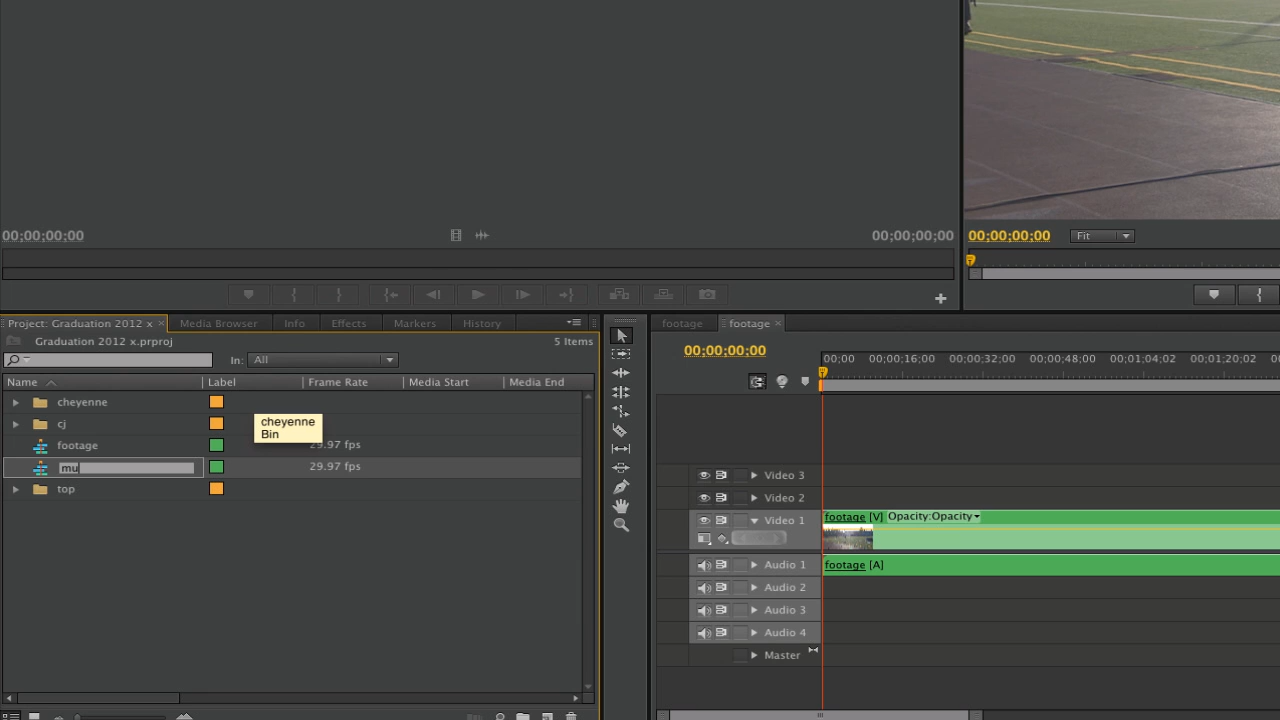 00;00;00;00
00;00;00;00
00;00;00;00
Fit
Project: Graduation 2012 x
Media Browser
Info
Effects
Markers
History
footage
footage
Graduation 2012 x.prproj
5 Items
In: All
00;00;00;00
00;00
00;00;16;00
00;00;32;00
00;00;48;00
00;01;04;02
00;01;20;02
Name
Label
Frame Rate
Media Start
Media End
cheyenne
cj
cheyenne
Bin
footage
29.97 fps
mu
29.97 fps
top
Video 3
Video 2
Video 1
footage [V] Opacity:Opacity
Audio 1
footage [A]
Audio 2
Audio 3
Audio 4
Master